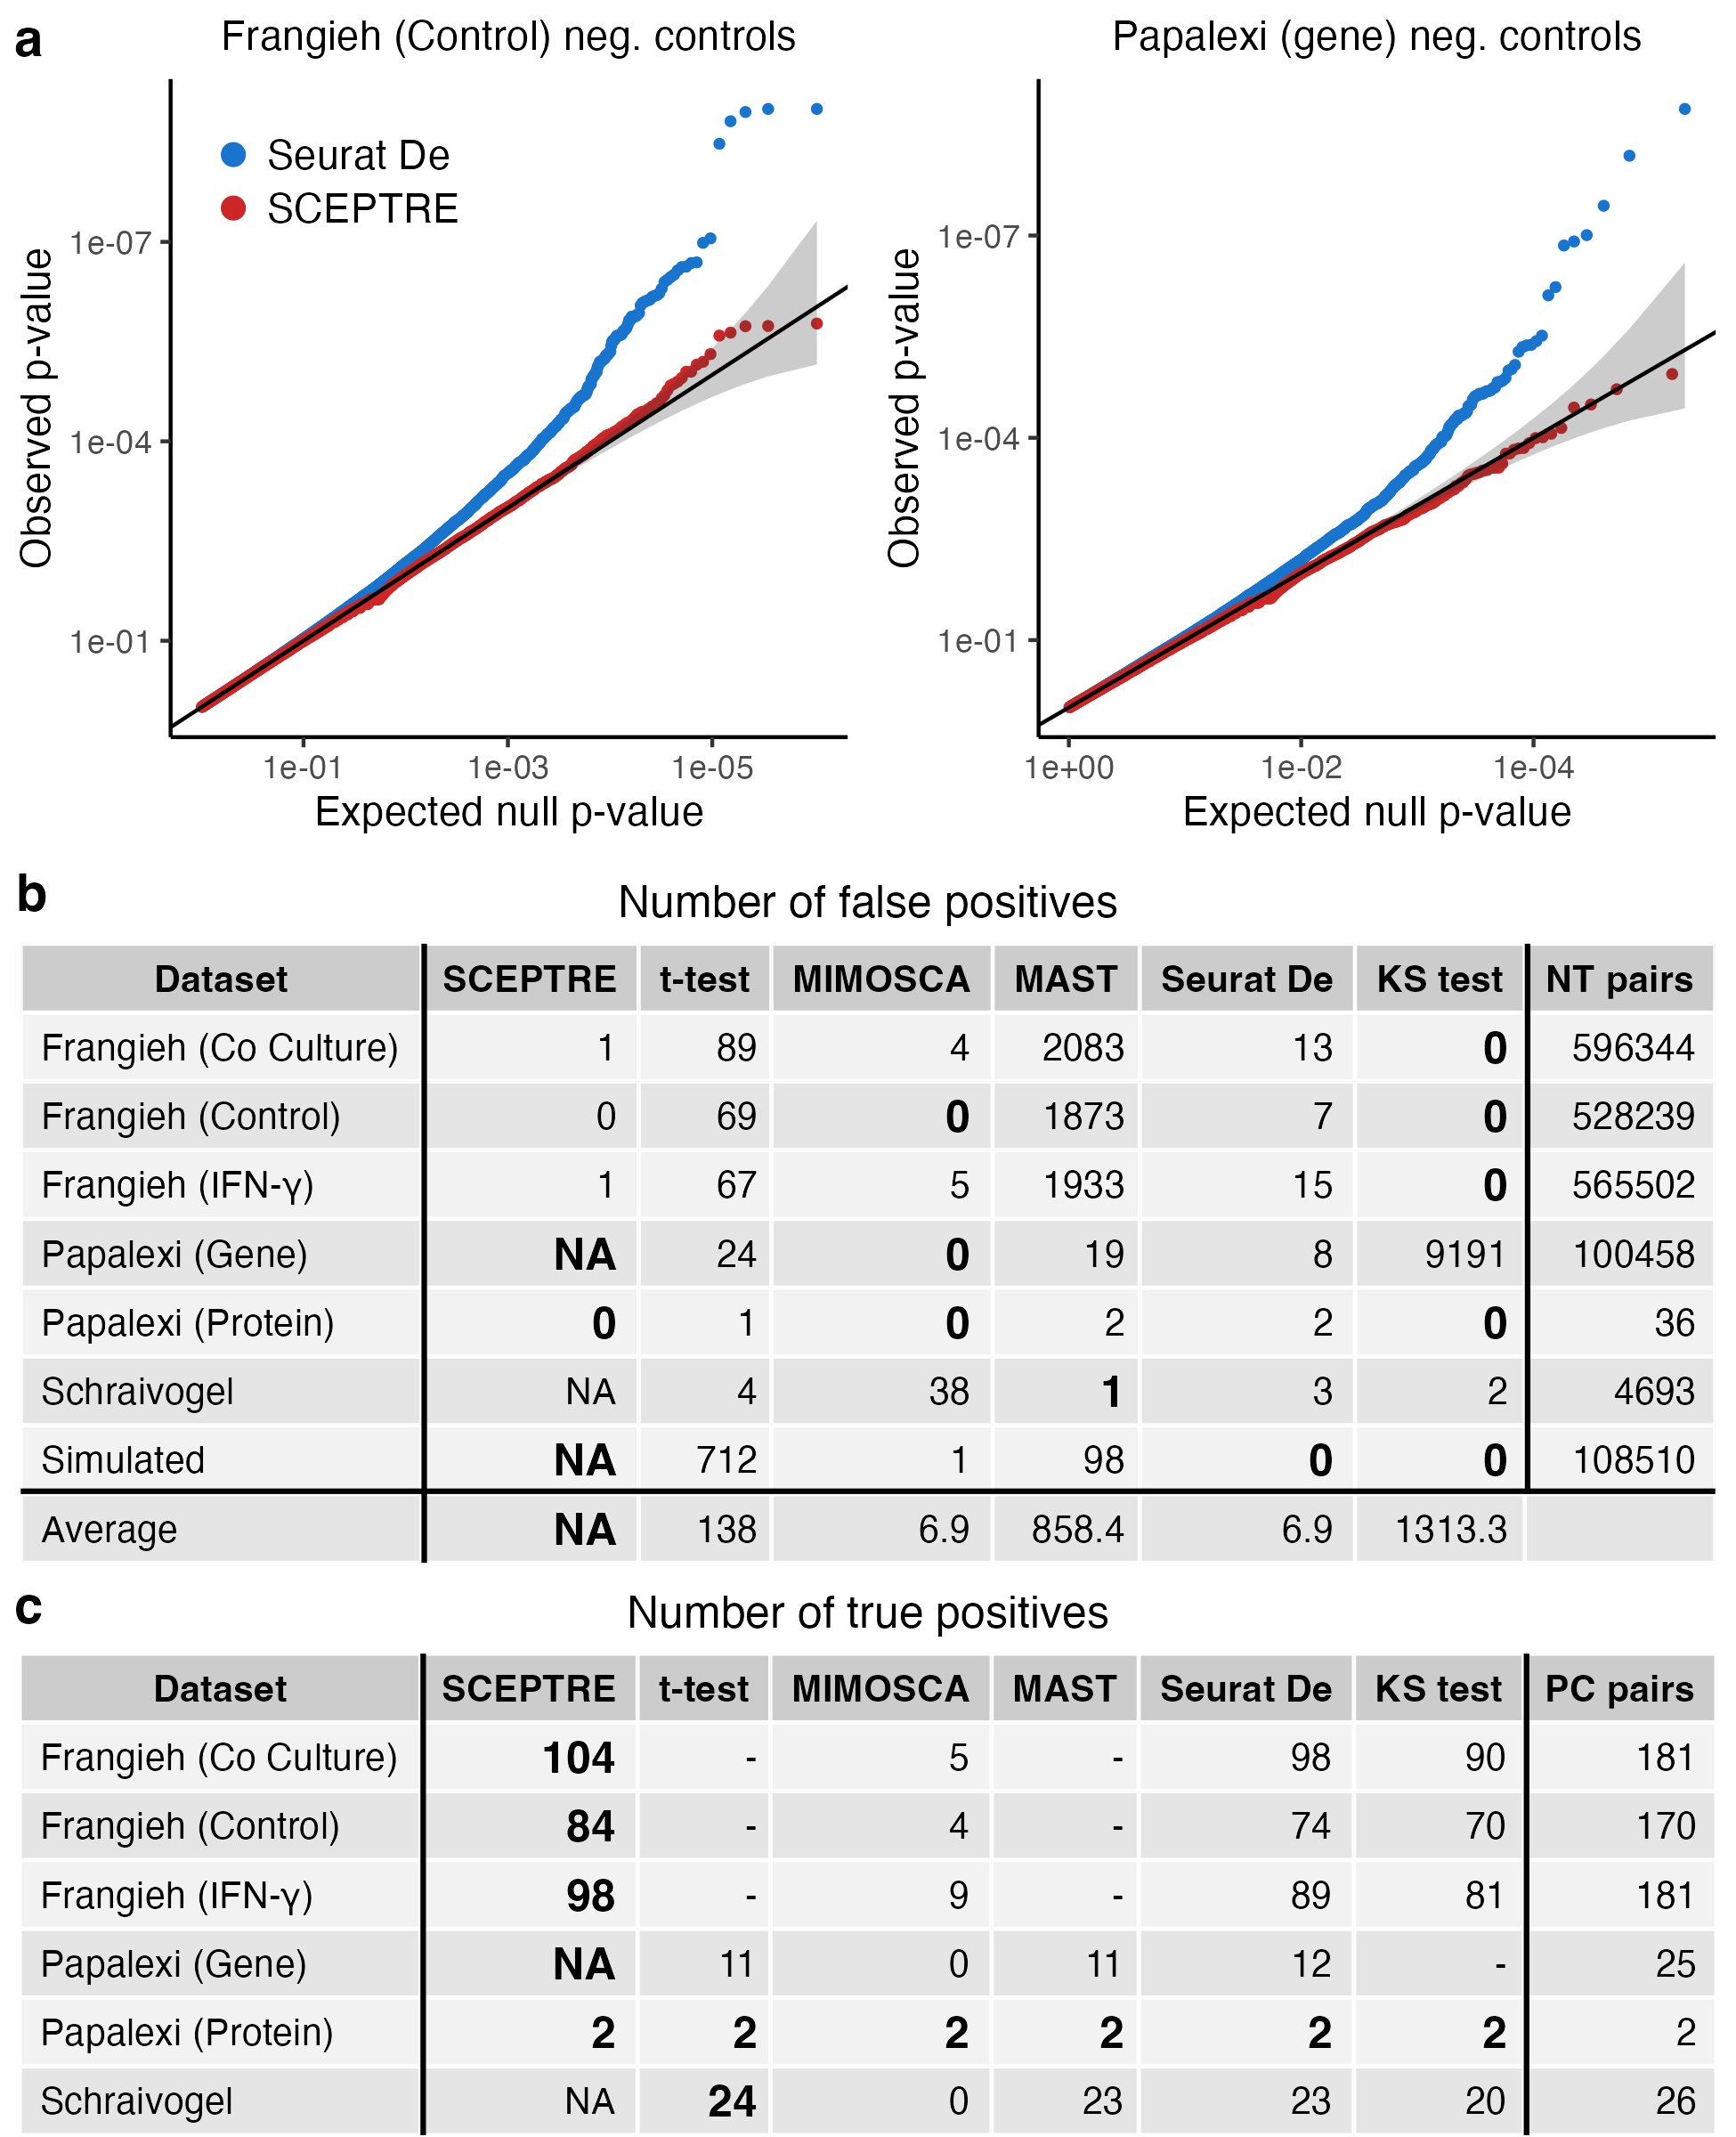 a
Frangieh (Control) neg. controls
Papalexi (gene) neg. controls
Seurat De
SCEPTRE
Observed p-value
1e-07
1e-04
1e-01
1e-01 1e-03 1e-05
Expected null p-value
Observed p-value
1e-07
1e-04
1e-01
1e+00 1e-02 1e-04
Expected null p-value
b
Number of false positives
Dataset SCEPTRE t-test MIMOSCA MAST Seurat De KS test NT pairs
Frangieh (Co Culture) 1 89 4 2083 13 0 596344
Frangieh (Control) 0 69 0 1873 7 0 528239
Frangieh (IFN-γ) 1 67 5 1933 15 0 565502
Papalexi (Gene) NA 24 0 19 8 9191 100458
Papalexi (Protein) 0 1 0 2 2 0 36
Schraivogel NA 4 38 1 3 2 4693
Simulated NA 712 1 98 0 0 108510
Average NA 138 6.9 858.4 6.9 1313.3
c
Number of true positives
Dataset SCEPTRE t-test MIMOSCA MAST Seurat De KS test PC pairs
Frangieh (Co Culture) 104 - 5 - 98 90 181
Frangieh (Control) 84 - 4 - 74 70 170
Frangieh (IFN-γ) 98 - 9 - 89 81 181
Papalexi (Gene) NA 11 0 11 12 - 25
Papalexi (Protein) 2 2 2 2 2 2 2
Schraivogel NA 24 0 23 23 20 26